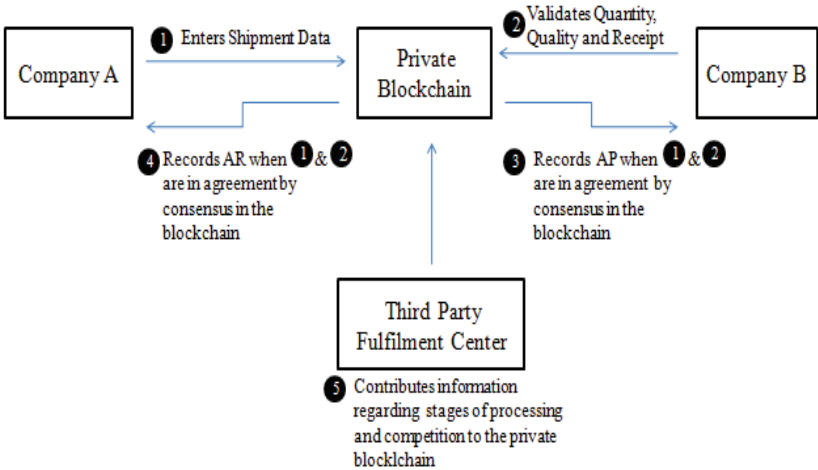 1 Enters Shipment Data
2 Validates Quantity,
Quality and Receipt
Company A
Private
Blockchain
Company B
4 Records AR when 1 & 2
are in agreement by
consensus in the
blockchain
3 Records AP when 1 & 2
are in agreement by
consensus in the
blockchain
Third Party
Fulfilment Center
5 Contributes information
regarding stages of processing
and competition to the private
blocklchain